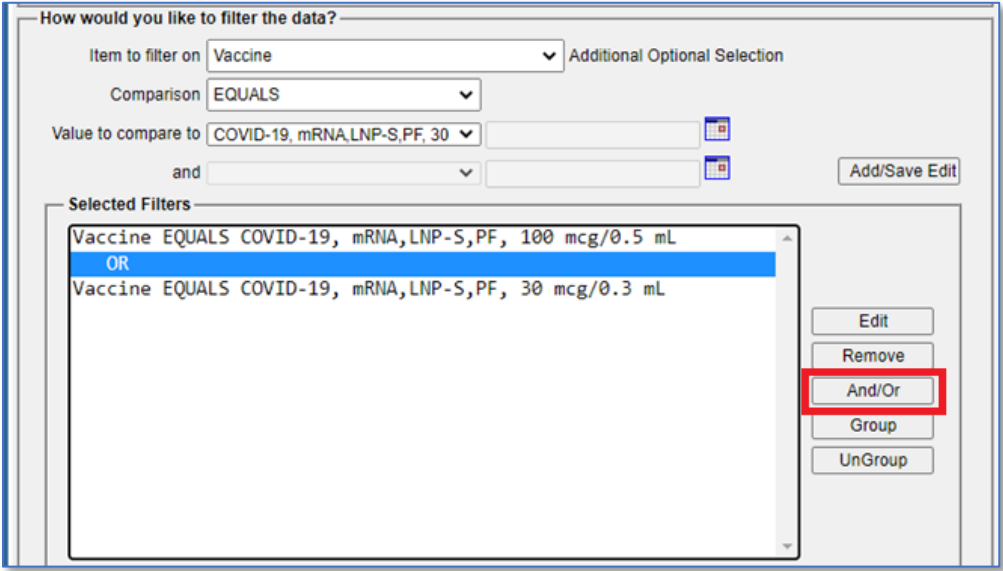 How would you like to filter the data?
Item to filter on Vaccine Additional Optional Selection
Comparison EQUALS
Value to compare to COVID-19, mRNA,LNP-S,PF, 30
and Add/Save Edit
Selected Filters
Vaccine EQUALS COVID-19, mRNA,LNP-S,PF, 100 mcg/0.5 mL
OR
Vaccine EQUALS COVID-19, mRNA,LNP-S,PF, 30 mcg/0.3 mL
Edit
Remove
And/Or
Group
UnGroup